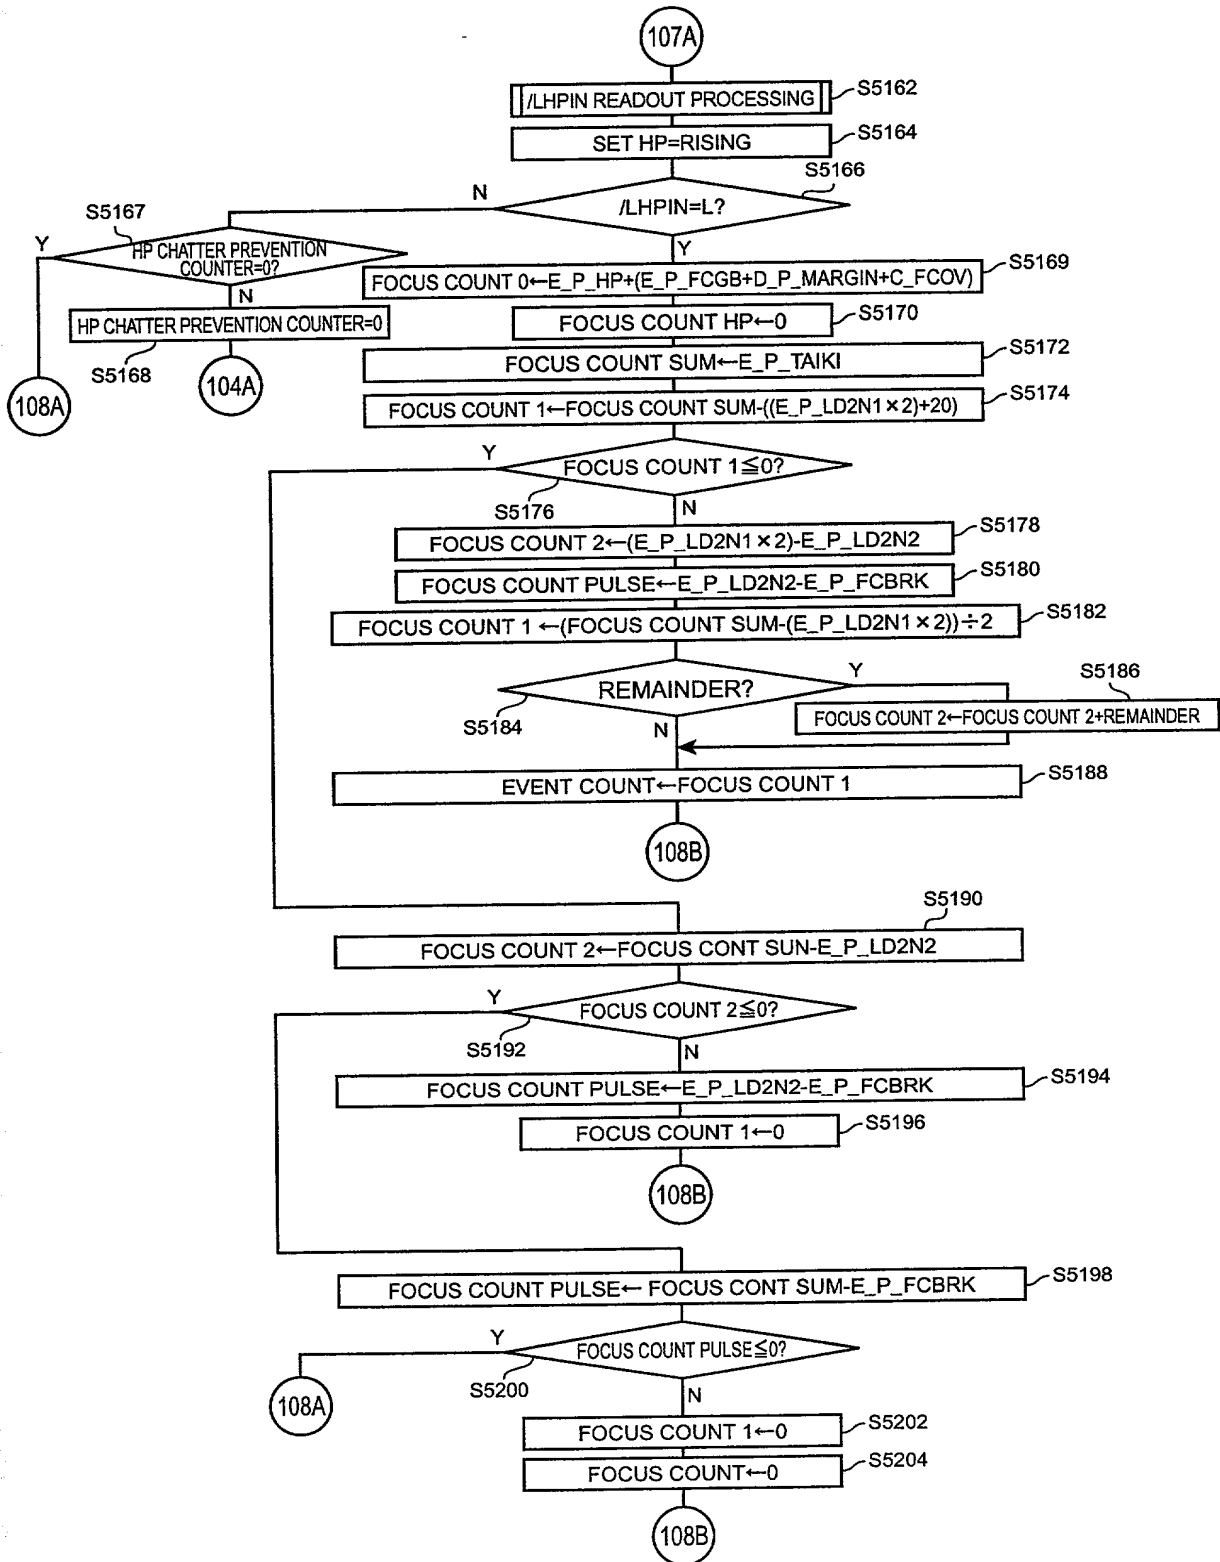 107A
/LHPIN READOUT PROCESSING
S5162
SET HP=RISING
S5164
S5166
N
/LHPIN=L?
S5167
Y
Y
HP CHATTER PREVENTION
COUNTER=0?
S5169
FOCUS COUNT 0←E_P_HP+(E_P_FCGB+D_P_MARGIN+C_FCOV)
N
S5170
HP CHATTER PREVENTION COUNTER=0
FOCUS COUNT HP←0
S5168
S5172
FOCUS COUNT SUM←E_P_TAIKI
104A
108A
S5174
FOCUS COUNT 1←FOCUS COUNT SUM-((E_P_LD2N1×2)+20)
Y
FOCUS COUNT 1≦0?
S5176
N
S5178
FOCUS COUNT 2←(E_P_LD2N1×2)-E_P_LD2N2
S5180
FOCUS COUNT PULSE←E_P_LD2N2-E_P_FCBRK
S5182
FOCUS COUNT 1 ←(FOCUS COUNT SUM-(E_P_LD2N1×2))÷2
Y
S5186
REMAINDER?
S5184
FOCUS COUNT 2←FOCUS COUNT 2+REMAINDER
N
S5188
EVENT COUNT←FOCUS COUNT 1
108B
S5190
FOCUS COUNT 2←FOCUS CONT SUN-E_P_LD2N2
Y
FOCUS COUNT 2≦0?
S5192
N
S5194
FOCUS COUNT PULSE←E_P_LD2N2-E_P_FCBRK
S5196
FOCUS COUNT 1←0
108B
S5198
FOCUS COUNT PULSE← FOCUS CONT SUM-E_P_FCBRK
Y
FOCUS COUNT PULSE≦0?
S5200
108A
N
S5202
FOCUS COUNT 1←0
S5204
FOCUS COUNT←0
108B